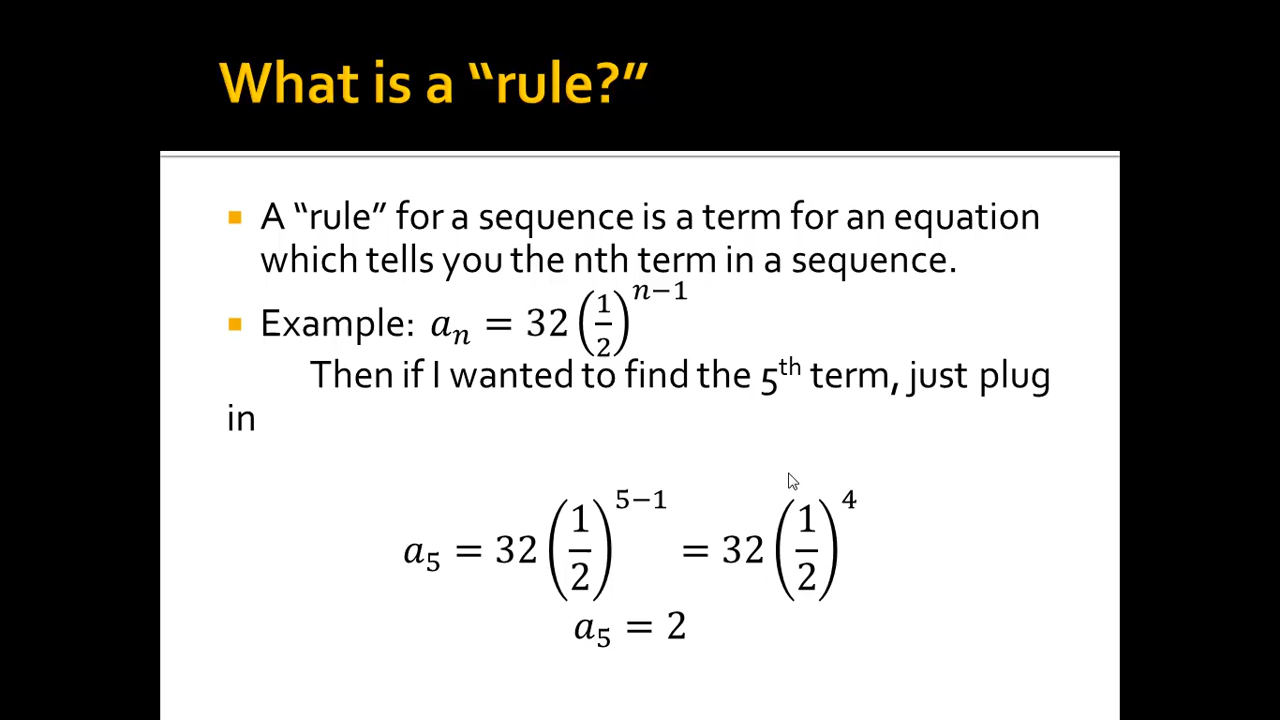 What is a “rule?”
A “rule” for a sequence is a term for an equation
which tells you the nth term in a sequence.
Example: aₙ = 32(1/2)ⁿ⁻¹
Then if I wanted to find the 5ᵗʰ term, just plug
in
a₅ = 32(1/2)⁵⁻¹ = 32(1/2)⁴
a₅ = 2